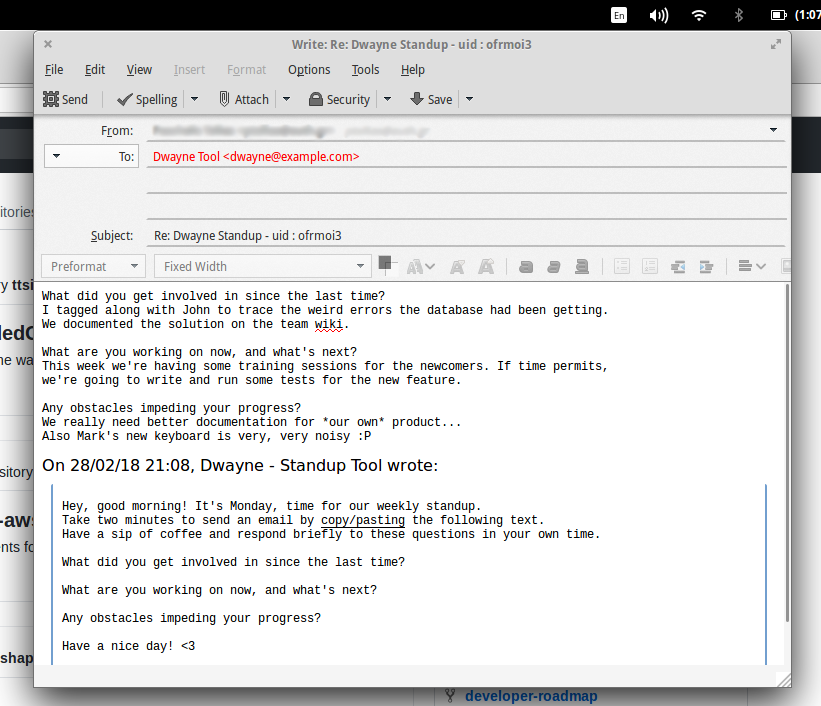 En (1:07
Write: Re: Dwayne Standup - uid : ofrmoi3
File Edit View Insert Format Options Tools Help
Send Spelling Attach Security Save
From:
To: Dwayne Tool <dwayne@example.com>
Subject: Re: Dwayne Standup - uid : ofrmoi3
Preformat Fixed Width
What did you get involved in since the last time?
I tagged along with John to trace the weird errors the database had been getting.
We documented the solution on the team wiki.
What are you working on now, and what's next?
This week we're having some training sessions for the newcomers. If time permits,
we're going to write and run some tests for the new feature.
Any obstacles impeding your progress?
We really need better documentation for *our own* product...
Also Mark's new keyboard is very, very noisy :P
On 28/02/18 21:08, Dwayne - Standup Tool wrote:
Hey, good morning! It's Monday, time for our weekly standup.
Take two minutes to send an email by copy/pasting the following text.
Have a sip of coffee and respond briefly to these questions in your own time.
What did you get involved in since the last time?
What are you working on now, and what's next?
Any obstacles impeding your progress?
Have a nice day! <3
itories
y ttsi
ledC
ne wa
sitory
-aws
nts fo
shap
developer-roadmap